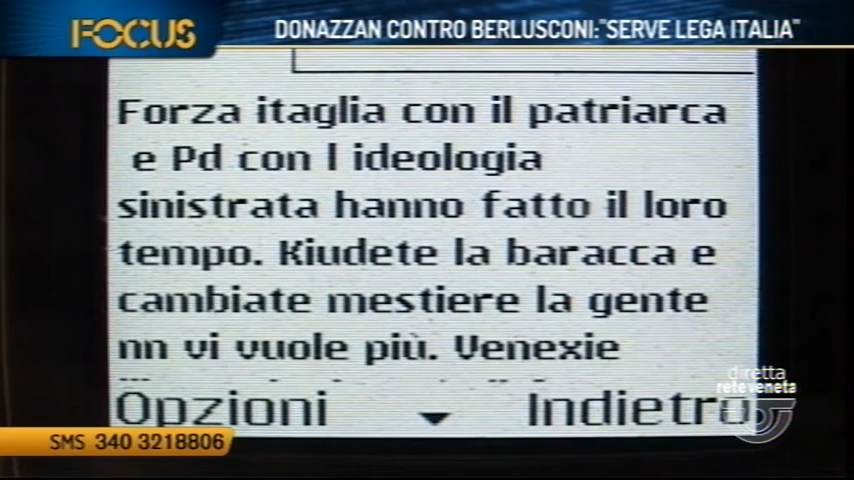 FOCUS
DONAZZAN CONTRO BERLUSCONI:"SERVE LEGA ITALIA"
Forza itaglia con il patriarca
e Pd con l ideologia
sinistrata hanno fatto il loro
tempo. Kiudete la baracca e
cambiate mestiere la gente
nn vi vuole più. Venexie
Opzioni Indietro
diretta
reteveneta
SMS 340 3218806